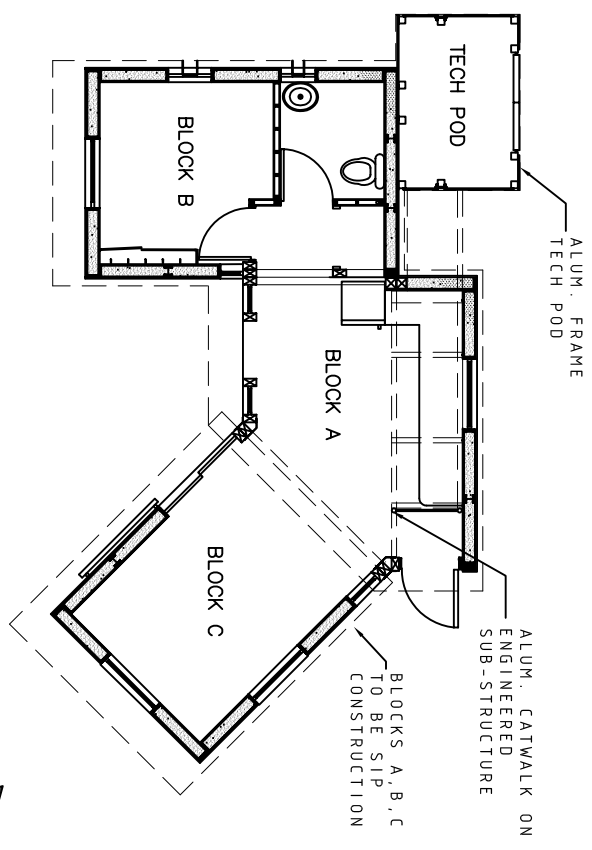 TECH POD
ALUM. FRAME
TECH POD
BLOCK B
BLOCK A
BLOCK C
ALUM. CATWALK ON
ENGINEERED
SUB-STRUCTURE
BLOCKS A,B,C
TO BE SIP
CONSTRUCTION